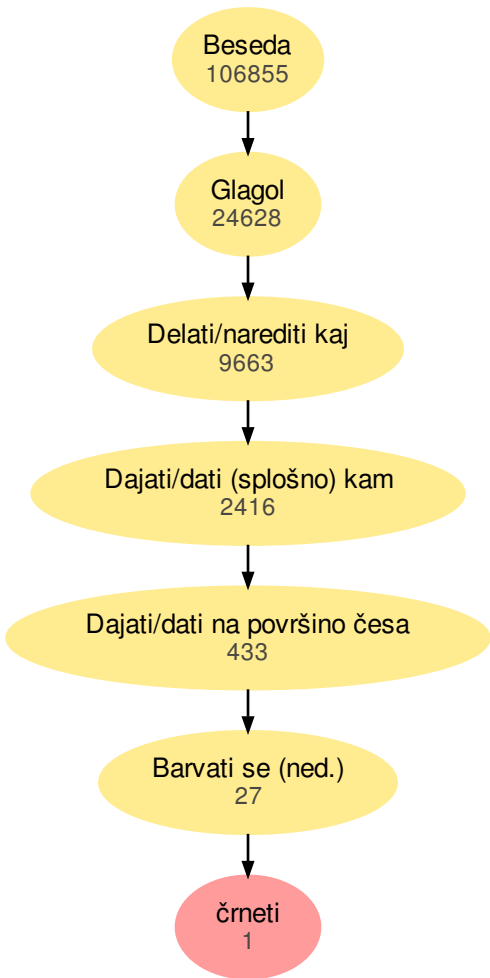 Beseda
106855
Glagol
24628
Delati/narediti kaj
9663
Dajati/dati (splošno) kam
2416
Dajati/dati na površino česa
433
Barvati se (ned.)
27
črneti
1